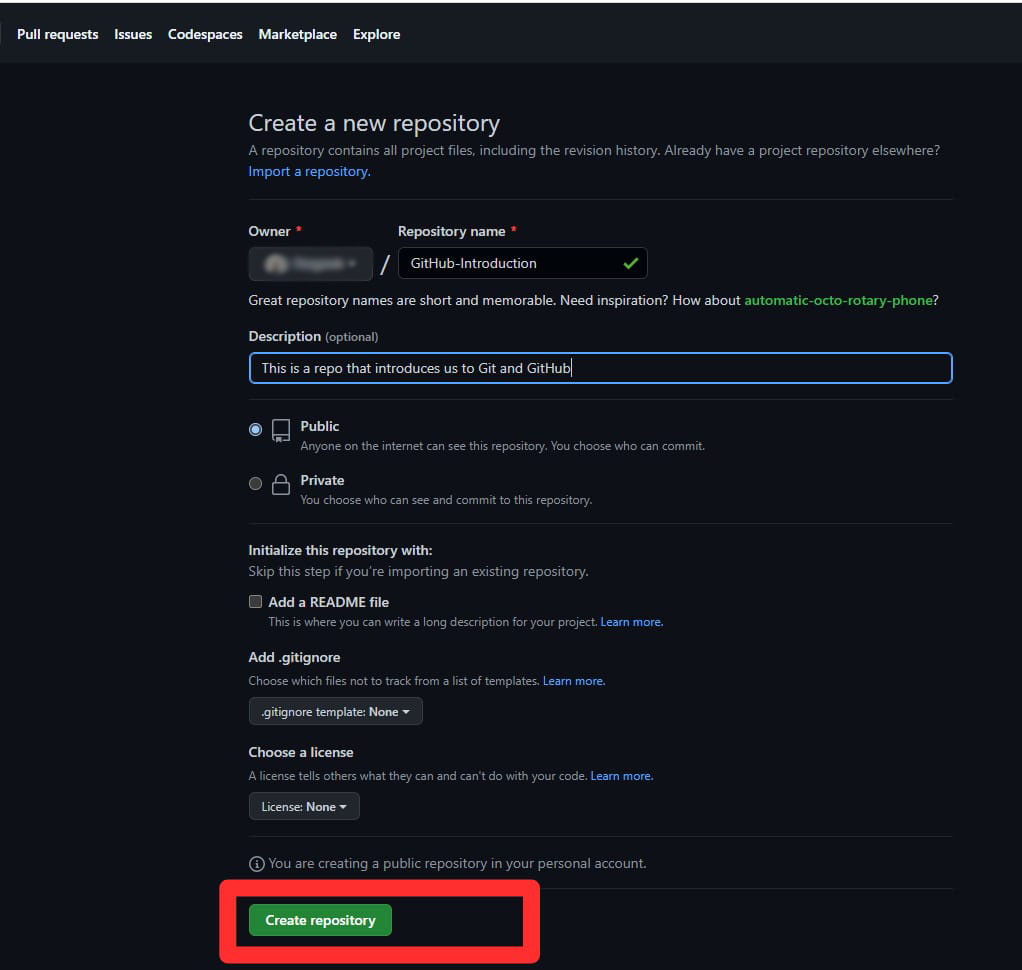 Pull requests Issues Codespaces Marketplace Explore
Create a new repository
A repository contains all project files, including the revision history. Already have a project repository elsewhere?
Import a repository.
Owner * Repository name *
/ GitHub-Introduction
Great repository names are short and memorable. Need inspiration? How about automatic-octo-rotary-phone?
Description (optional)
This is a repo that introduces us to Git and GitHub
Public
Anyone on the internet can see this repository. You choose who can commit.
Private
You choose who can see and commit to this repository.
Initialize this repository with:
Skip this step if you're importing an existing repository.
Add a README file
This is where you can write a long description for your project. Learn more.
Add .gitignore
Choose which files not to track from a list of templates. Learn more.
.gitignore template: None
Choose a license
A license tells others what they can and can't do with your code. Learn more.
License: None
You are creating a public repository in your personal account.
Create repository